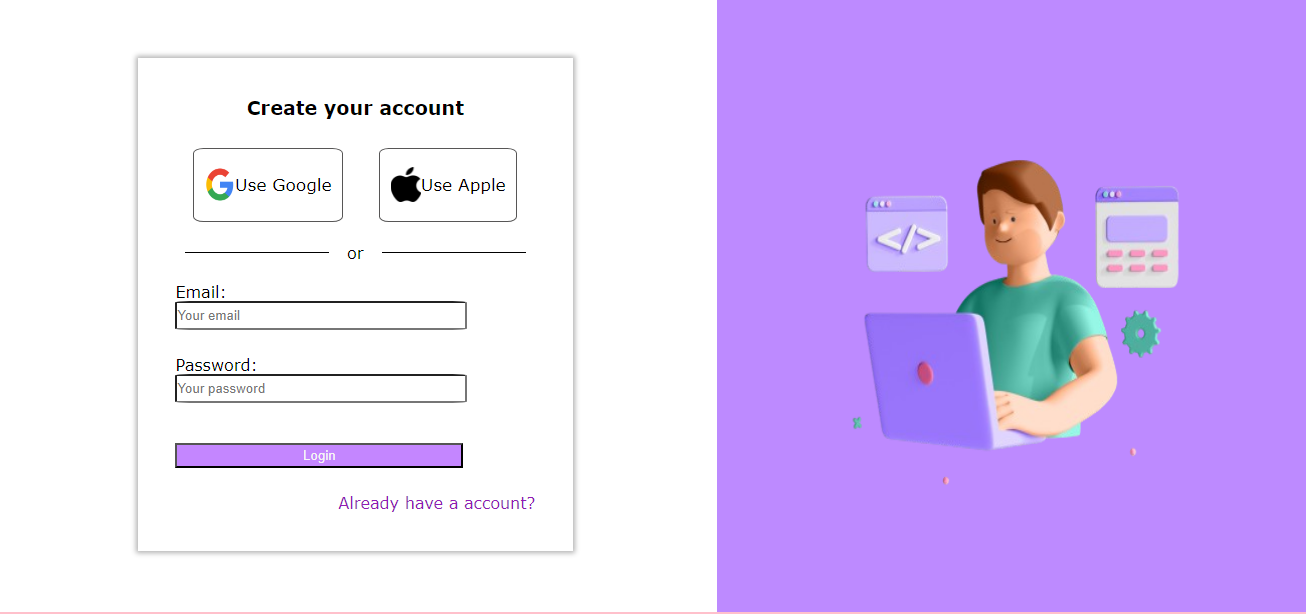 Create your account
Use Google Use Apple
or
Email:
Your email
Password:
Your password
Login
Already have a account?
</>